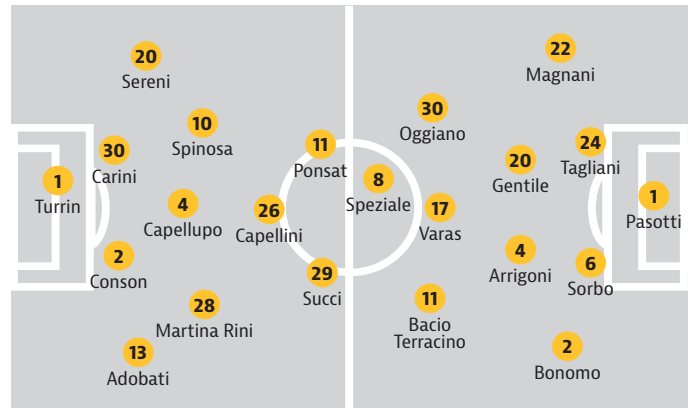 20
Sereni
10
Spinosa
30
Carini
11
Ponsat
1
Turrin
4
Capellupo
26
Capellini
2
Conson
29
Succi
28
Martina Rini
13
Adobati
22
Magnani
30
Oggiano
24
Tagliani
20
Gentile
8
Speziale
1
Pasotti
17
Varas
4
Arrigoni
6
Sorbo
11
Bacio
Terracino
2
Bonomo